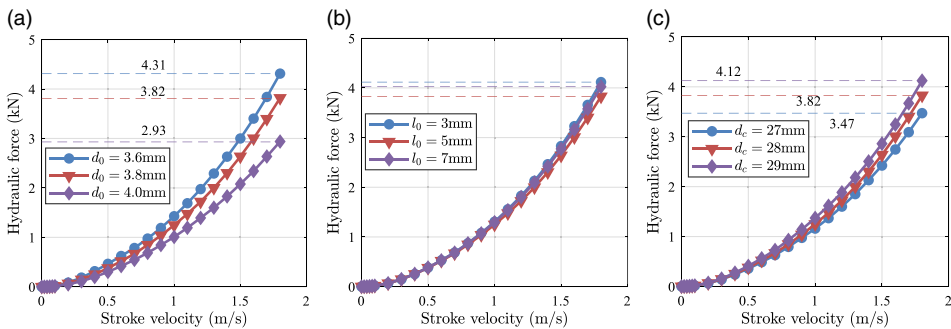 (a)
Hydraulic force (kN)
5
4
3
2
1
0
4.31
3.82
2.93
d₀ = 3.6mm
d₀ = 3.8mm
d₀ = 4.0mm
0 0.5 1 1.5 2
Stroke velocity (m/s)
(b)
Hydraulic force (kN)
5
4
3
2
1
0
l₀ = 3mm
l₀ = 5mm
l₀ = 7mm
0 0.5 1 1.5 2
Stroke velocity (m/s)
(c)
Hydraulic force (kN)
5
4
3
2
1
0
4.12
3.82
3.47
d_c = 27mm
d_c = 28mm
d_c = 29mm
0 0.5 1 1.5 2
Stroke velocity (m/s)